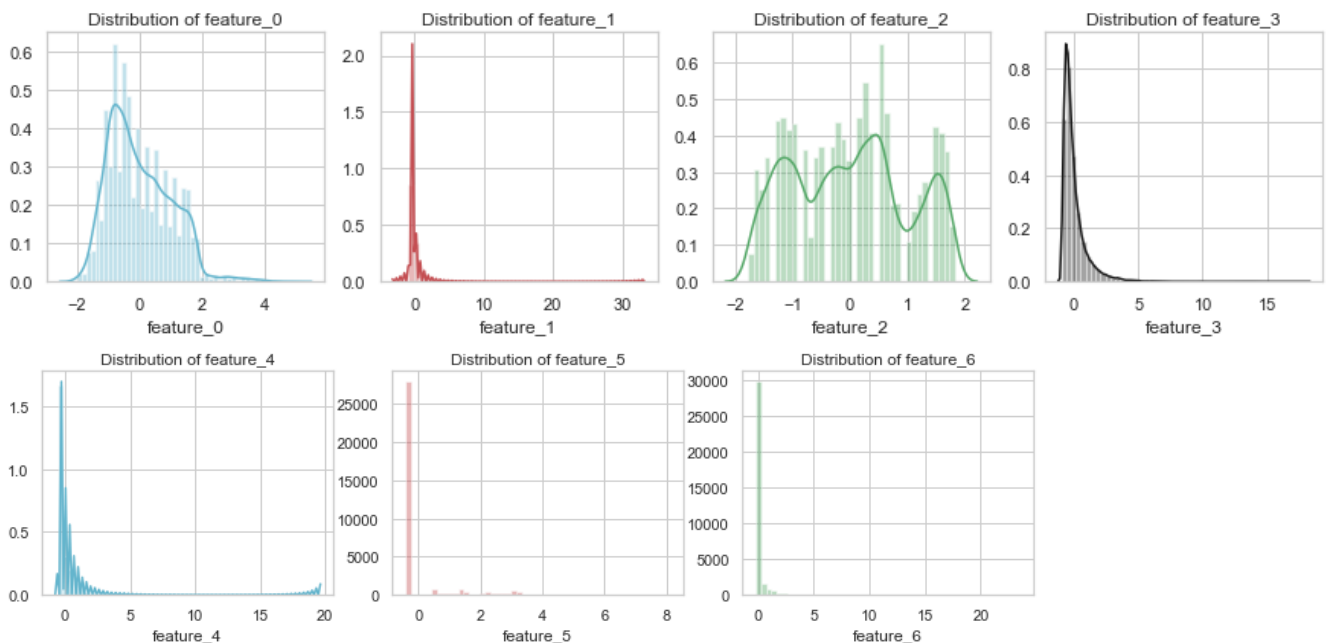 Distribution of feature_0 Distribution of feature_1 Distribution of feature_2 Distribution of feature_3
0.6 2.0 0.6 0.8
0.5 1.5 0.5 0.6
0.4 1.0 0.4 0.4
0.3 0.5 0.3 0.2
0.2 0.0 0.2 0.0
0.1 0.1
0.0 0.0
−2 0 2 4 0 10 20 30 −2 −1 0 1 2 0 5 10 15
feature_0 feature_1 feature_2 feature_3
Distribution of feature_4 Distribution of feature_5 Distribution of feature_6
1.5 25000 30000
1.0 20000 25000
0.5 15000 20000
0.0 10000 15000
5000 10000
0 5000
0
0 5 10 15 20 0 2 4 6 8 0 5 10 15 20
feature_4 feature_5 feature_6